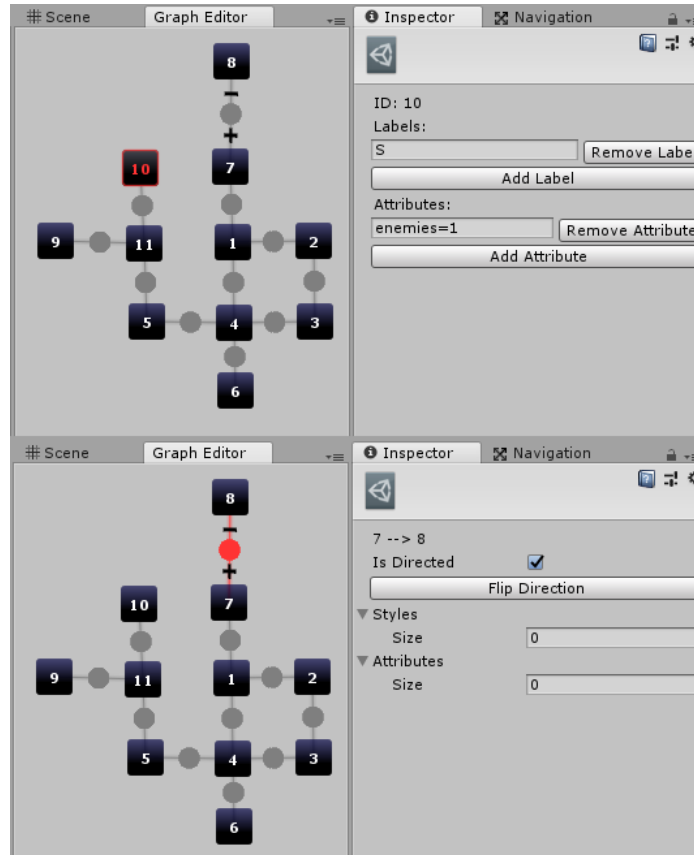 Scene Graph Editor Inspector Navigation
8
7
10
9 11 1 2
5 4 3
6
ID: 10
Labels:
S Remove Labe
Add Label
Attributes:
enemies=1 Remove Attribute
Add Attribute
Scene Graph Editor Inspector Navigation
8
-
+
10 7
9 11 1 2
5 4 3
6
7 --> 8
Is Directed
Flip Direction
Styles
Size 0
Attributes
Size 0